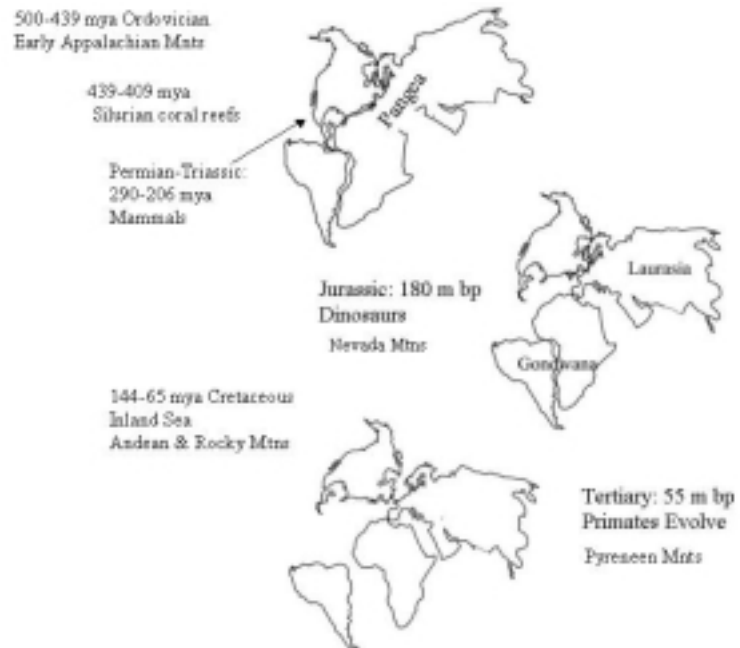 500-439 mya Ordovician
Early Appalachian Mnts
439-409 mya
Silurian coral reefs
Pangea
Permian-Triassic:
290-206 mya
Mammals
Laurasia
Jurassic: 180 m bp
Dinosaurs
Nevada Mtns
Gondwana
144-65 mya Cretaceous
Inland Sea
Andean & Rocky Mtns
Tertiary: 55 m bp
Primates Evolve
Pyreneen Mnts